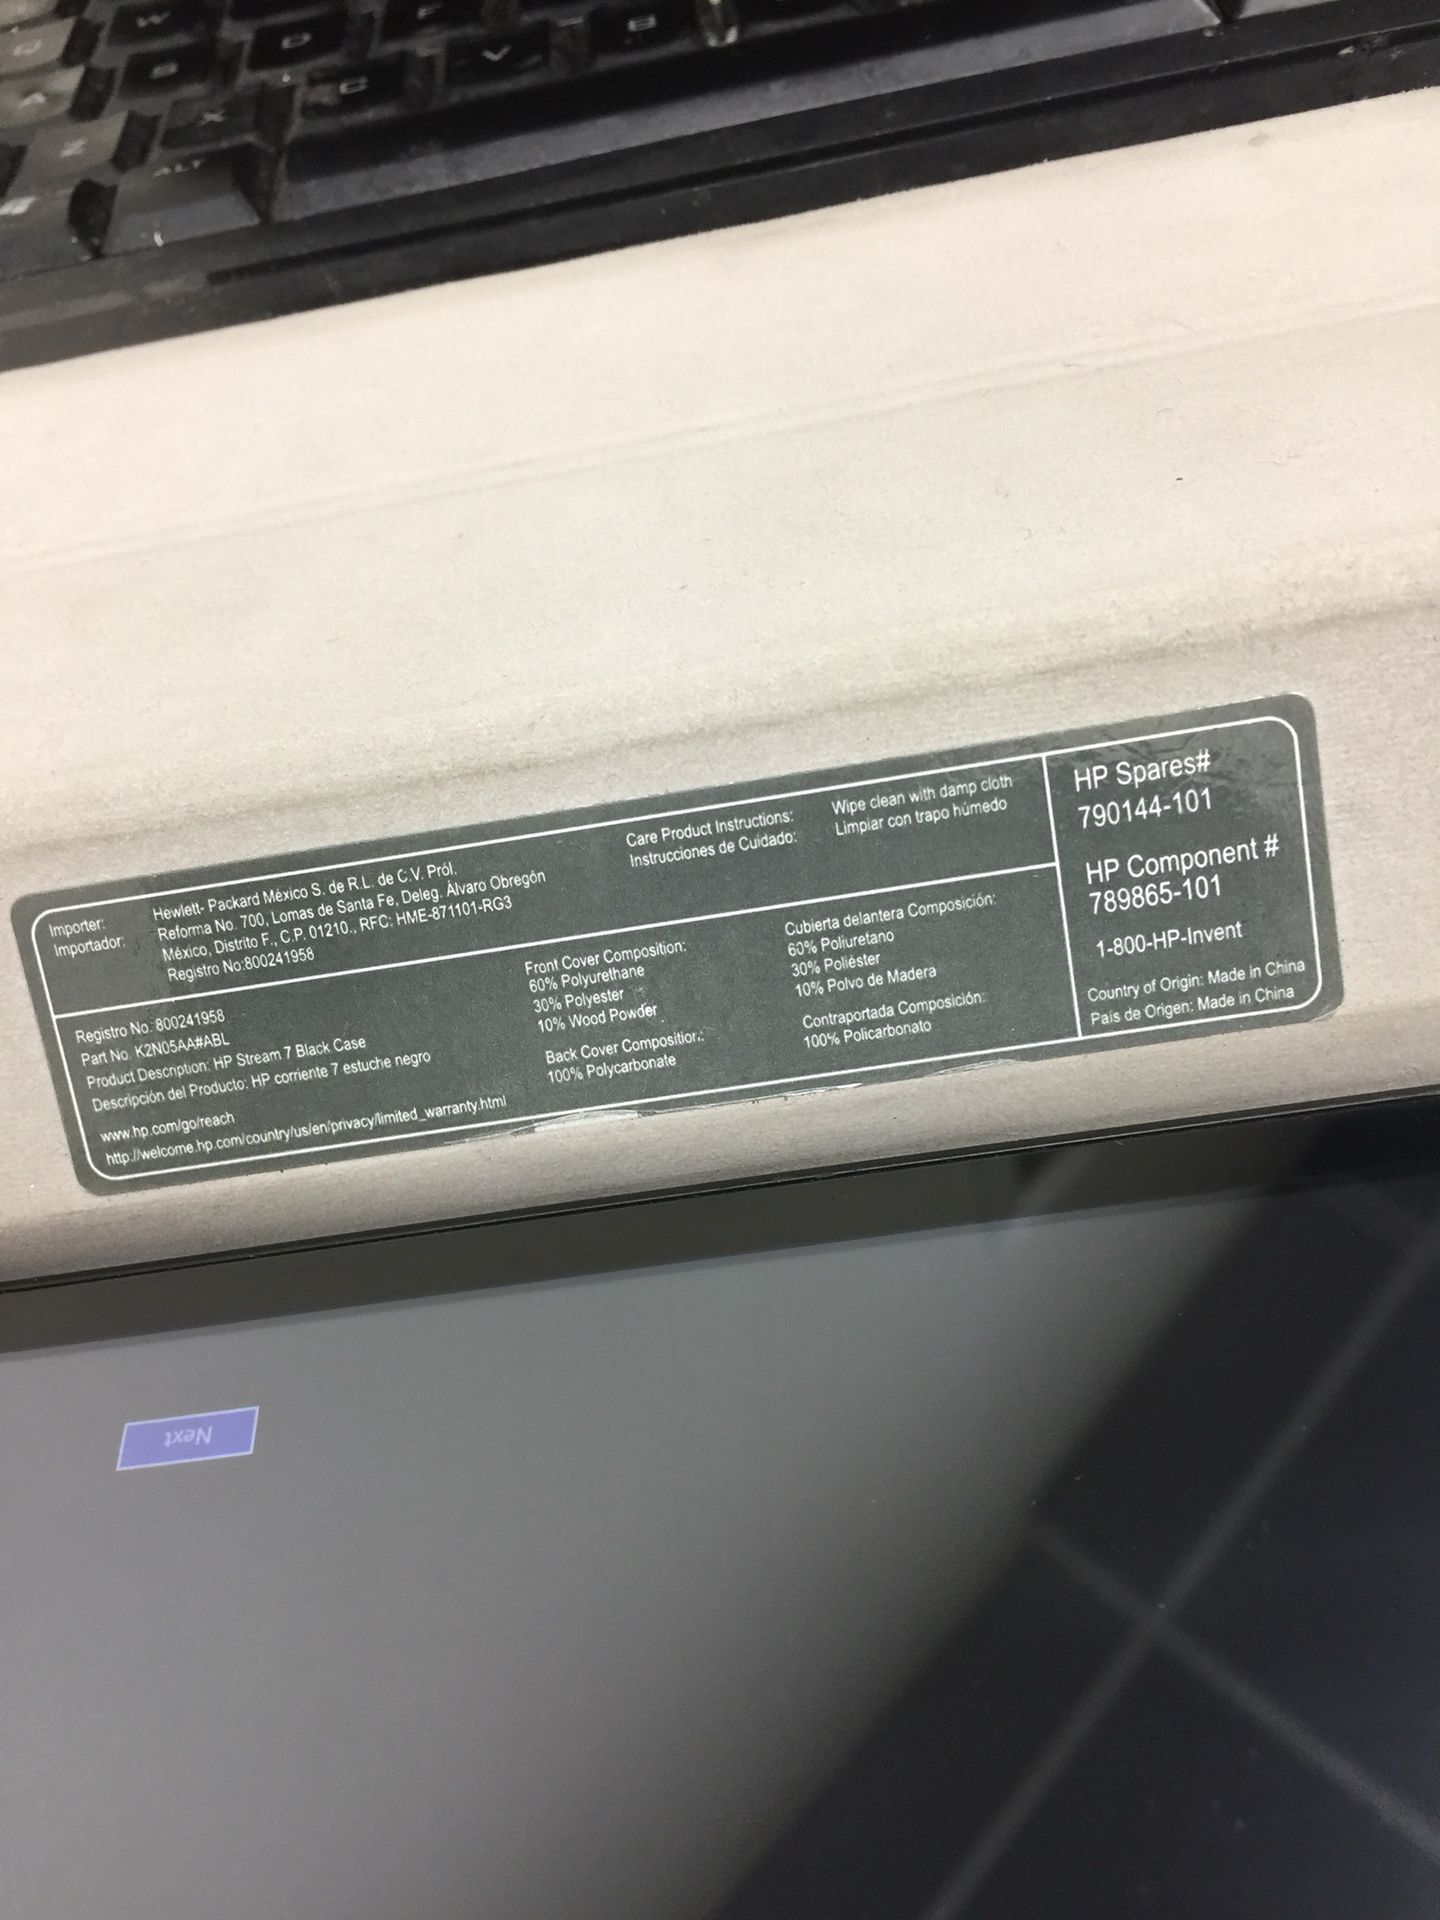 W
F
Q
D
V
B
S
C
A
X
Z
ALT
Importer:
Importador:
Hewlett- Packard México S. de R.L. de C.V. Pról.
Reforma No. 700, Lomas de Santa Fe, Deleg. Álvaro Obregón
México, Distrito F., C.P. 01210., RFC: HME-871101-RG3
Registro No:800241958
Care Product Instructions:
Instrucciones de Cuidado:
Wipe clean with damp cloth
Limpiar con trapo húmedo
Registro No: 800241958
Part No. K2N05AA#ABL
Product Description: HP Stream 7 Black Case
Descripción del Producto: HP corriente 7 estuche negro
www.hp.com/go/reach
http://welcome.hp.com/country/us/en/privacy/limited_warranty.html
Front Cover Composition:
60% Polyurethane
30% Polyester
10% Wood Powder
Back Cover Composition:
100% Polycarbonate
Cubierta delantera Composición:
60% Poliuretano
30% Poliéster
10% Polvo de Madera
Contraportada Composición:
100% Policarbonato
HP Spares#
790144-101
HP Component #
789865-101
1-800-HP-Invent
Country of Origin: Made in China
País de Origen: Made in China
Next